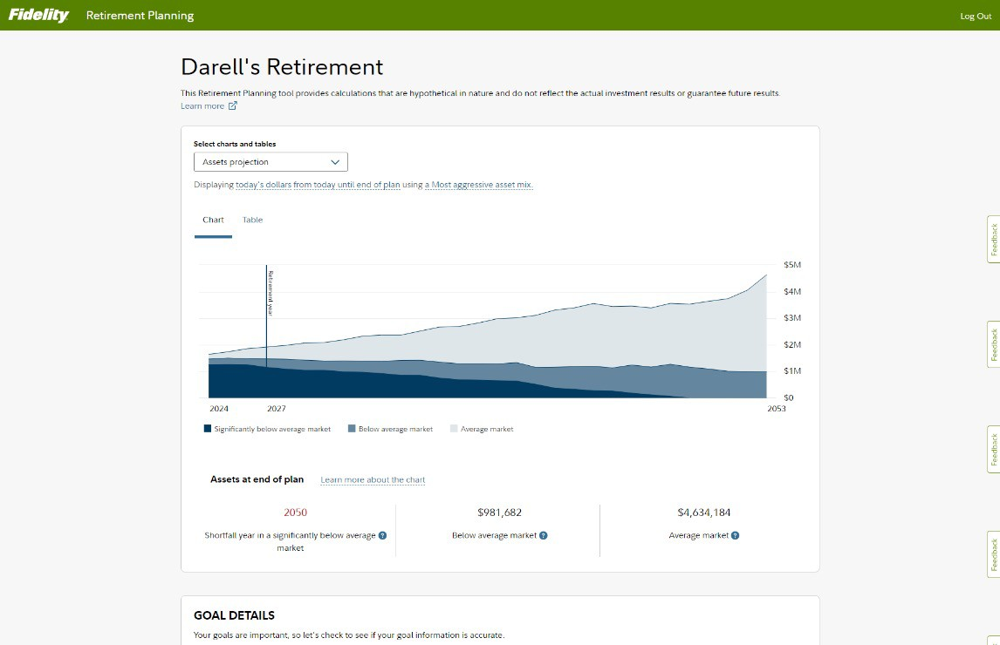 Fidelity
Retirement Planning
Log Out
Darell's Retirement
This Retirement Planning tool provides calculations that are hypothetical in nature and do not reflect the actual investment results or guarantee future results.
Learn more
Select charts and tables
Assets projection
Displaying today's dollars from today until end of plan using a Most aggressive asset mix.
Chart
Table
Retirement year
$5M
$4M
$3M
$2M
$1M
$0
2024
2027
2053
Significantly below average market
Below average market
Average market
Assets at end of plan
Learn more about the chart
2050
Shortfall year in a significantly below average
market
$981,682
Below average market
$4,634,184
Average market
GOAL DETAILS
Your goals are important, so let's check to see if your goal information is accurate.
Feedback
Feedback
Feedback
Feedback